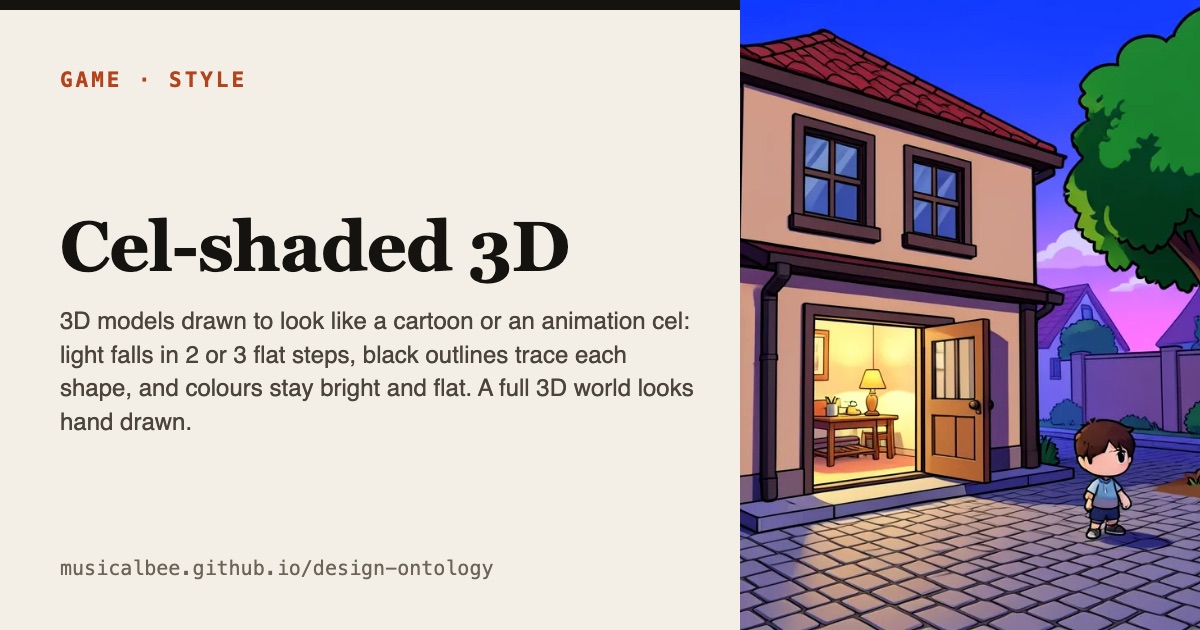 GAME · STYLE
Cel-shaded 3D
3D models drawn to look like a cartoon or an animation cel:
light falls in 2 or 3 flat steps, black outlines trace each
shape, and colours stay bright and flat. A full 3D world looks
hand drawn.
musicalbee.github.io/design-ontology